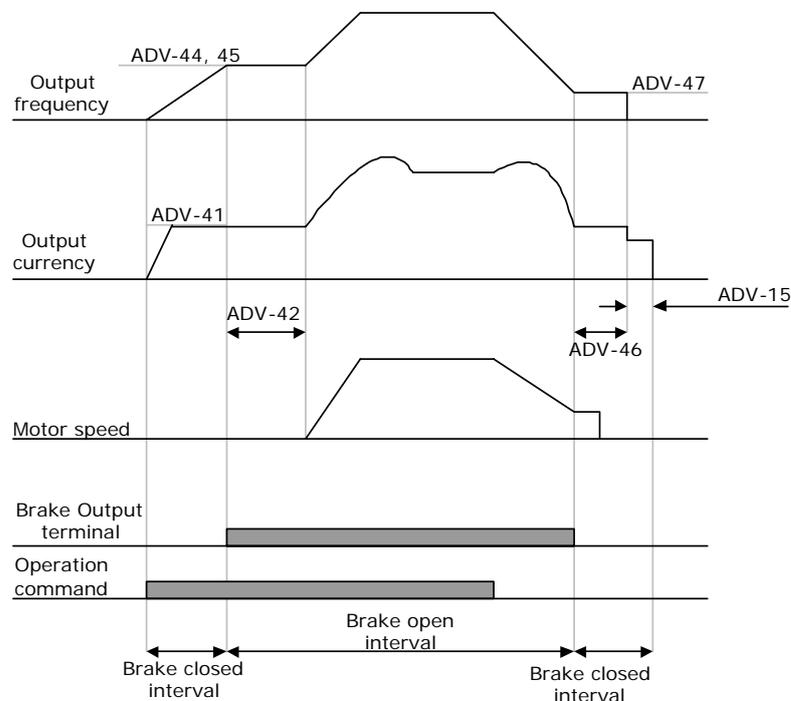 ADV-44, 45
Output
frequency
ADV-47
ADV-41
Output
currency
ADV-15
ADV-42
ADV-46
Motor speed
Brake Output
terminal
Operation
command
Brake open
interval
Brake closed
interval
Brake closed
interval